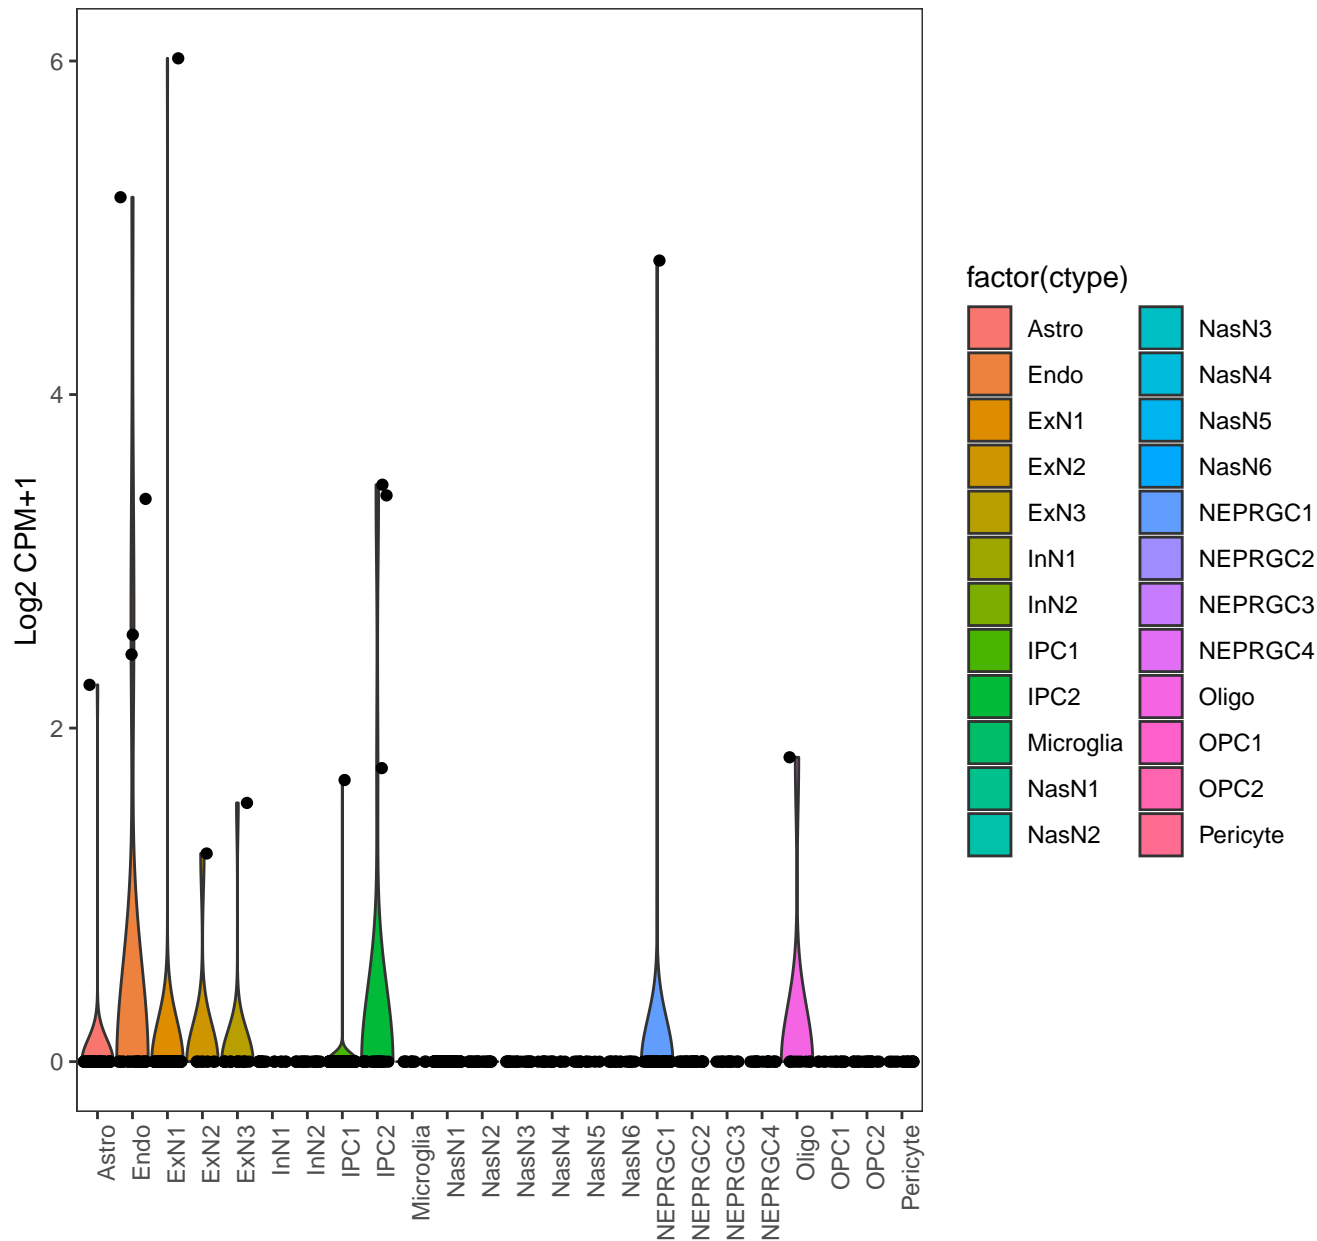 6
4
2
0
Log2 CPM+1
Astro
Endo
ExN1
ExN2
ExN3
InN1
InN2
IPC1
IPC2
Microglia
NasN1
NasN2
NasN3
NasN4
NasN5
NasN6
NEPRGC1
NEPRGC2
NEPRGC3
NEPRGC4
Oligo
OPC1
OPC2
Pericyte
factor(ctype)
Astro
Endo
ExN1
ExN2
ExN3
InN1
InN2
IPC1
IPC2
Microglia
NasN1
NasN2
NasN3
NasN4
NasN5
NasN6
NEPRGC1
NEPRGC2
NEPRGC3
NEPRGC4
Oligo
OPC1
OPC2
Pericyte